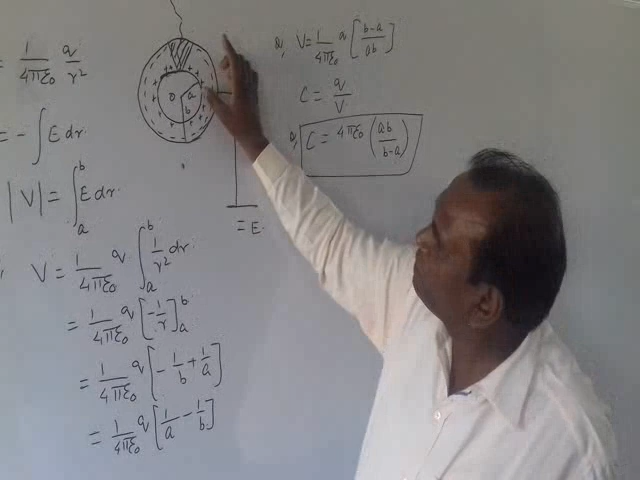 = 1/4πε₀ q/r²
= - ∫ E dr
|V| = ∫ₐᵇ E dr.
V = 1/4πε₀ q ∫ₐᵇ 1/r² dr
= 1/4πε₀ q [-1/r]ₐᵇ
= 1/4πε₀ q [-1/b + 1/a]
= 1/4πε₀ q [1/a - 1/b]
O a
b
= E.
a, V = 1/4πε₀ q [b-a/ab]
C = q/V
a, C = 4πε₀ (ab/b-a)